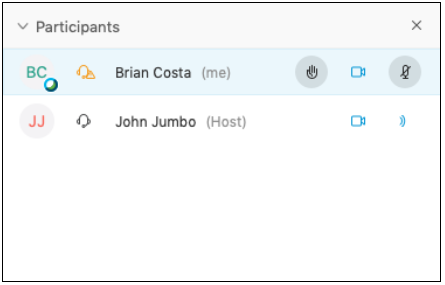 Participants
BC Brian Costa (me)
JJ John Jumbo (Host)